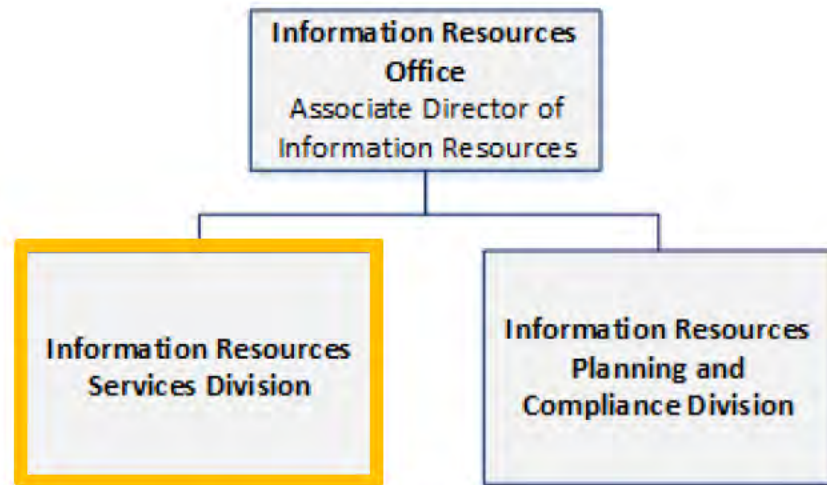 Information Resources
Office
Associate Director of
Information Resources
Information Resources
Services Division
Information Resources
Planning and
Compliance Division